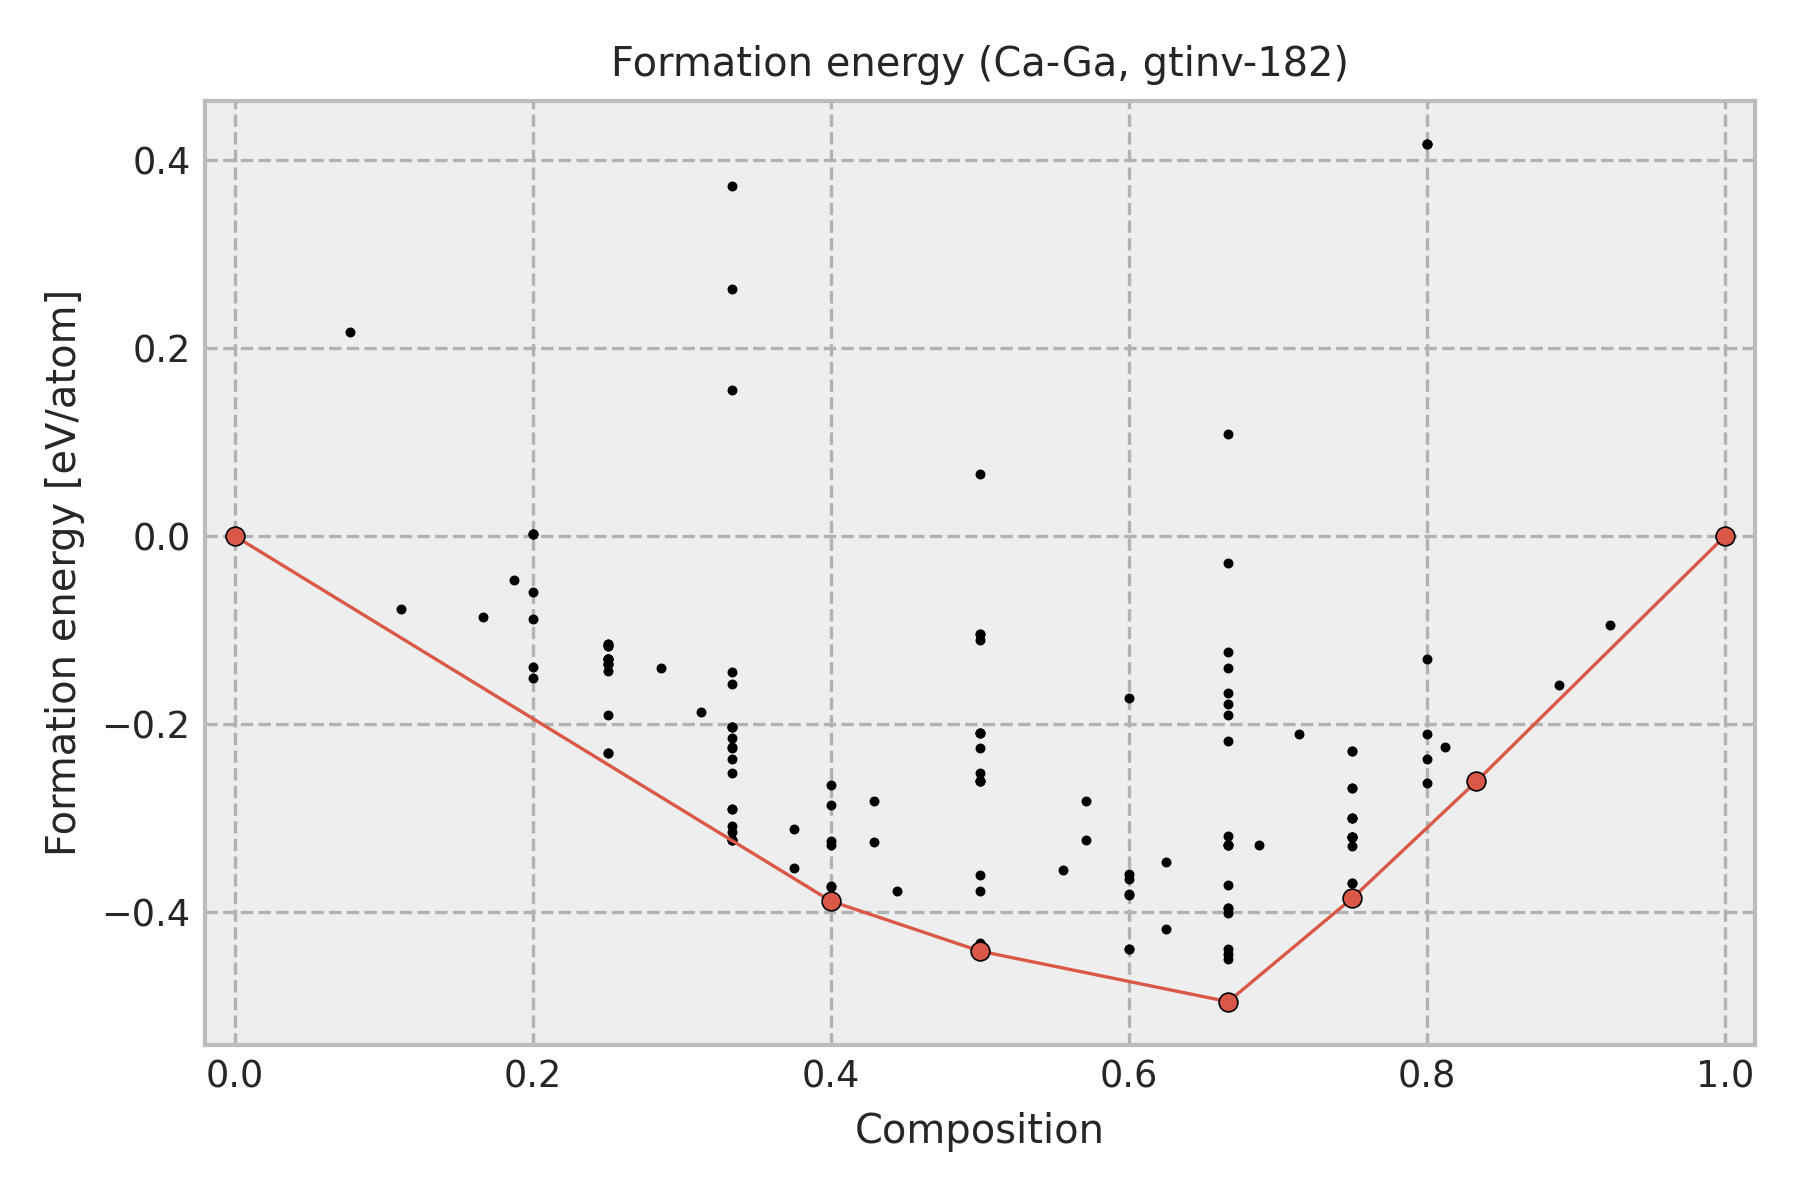 Formation energy (Ca-Ga, gtinv-182)
Formation energy [eV/atom]
0.4
0.2
0.0
−0.2
−0.4
0.0 0.2 0.4 0.6 0.8 1.0
Composition